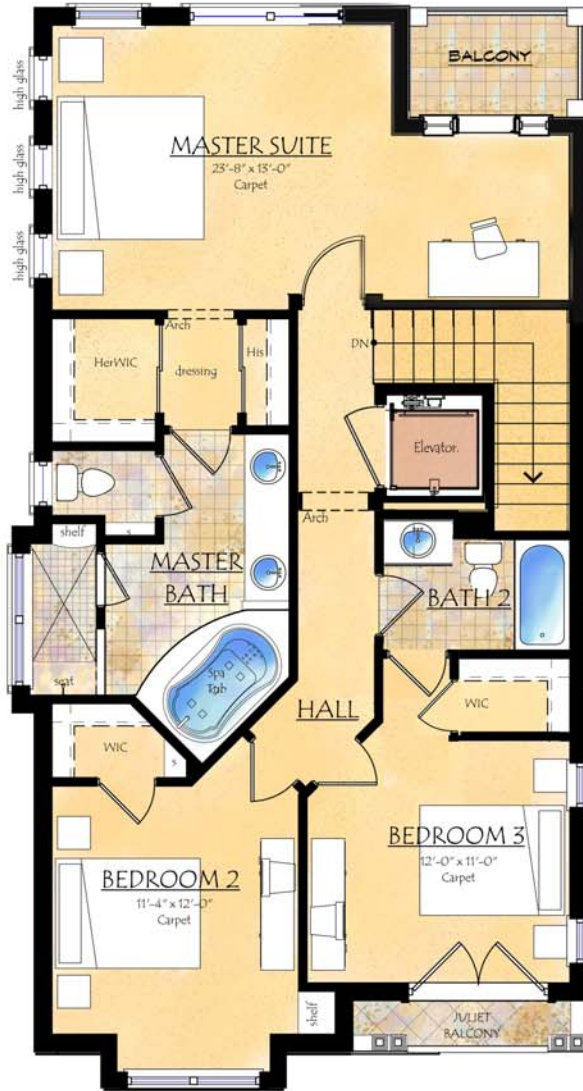 high glass
high glass
high glass
BALCONY
MASTER SUITE
23'-8" x 13'-0"
Carpet
Arch
HerWIC
dressing
His
DN
Elevator.
Arch
shelf
s
MASTER
BATH
seat
Spa
Tub
BATH 2
HALL
WIC
WIC
s
BEDROOM 2
11'-4" x 12'-0"
Carpet
BEDROOM 3
12'-0" x 11'-0"
Carpet
shelf
JULIET
BALCONY